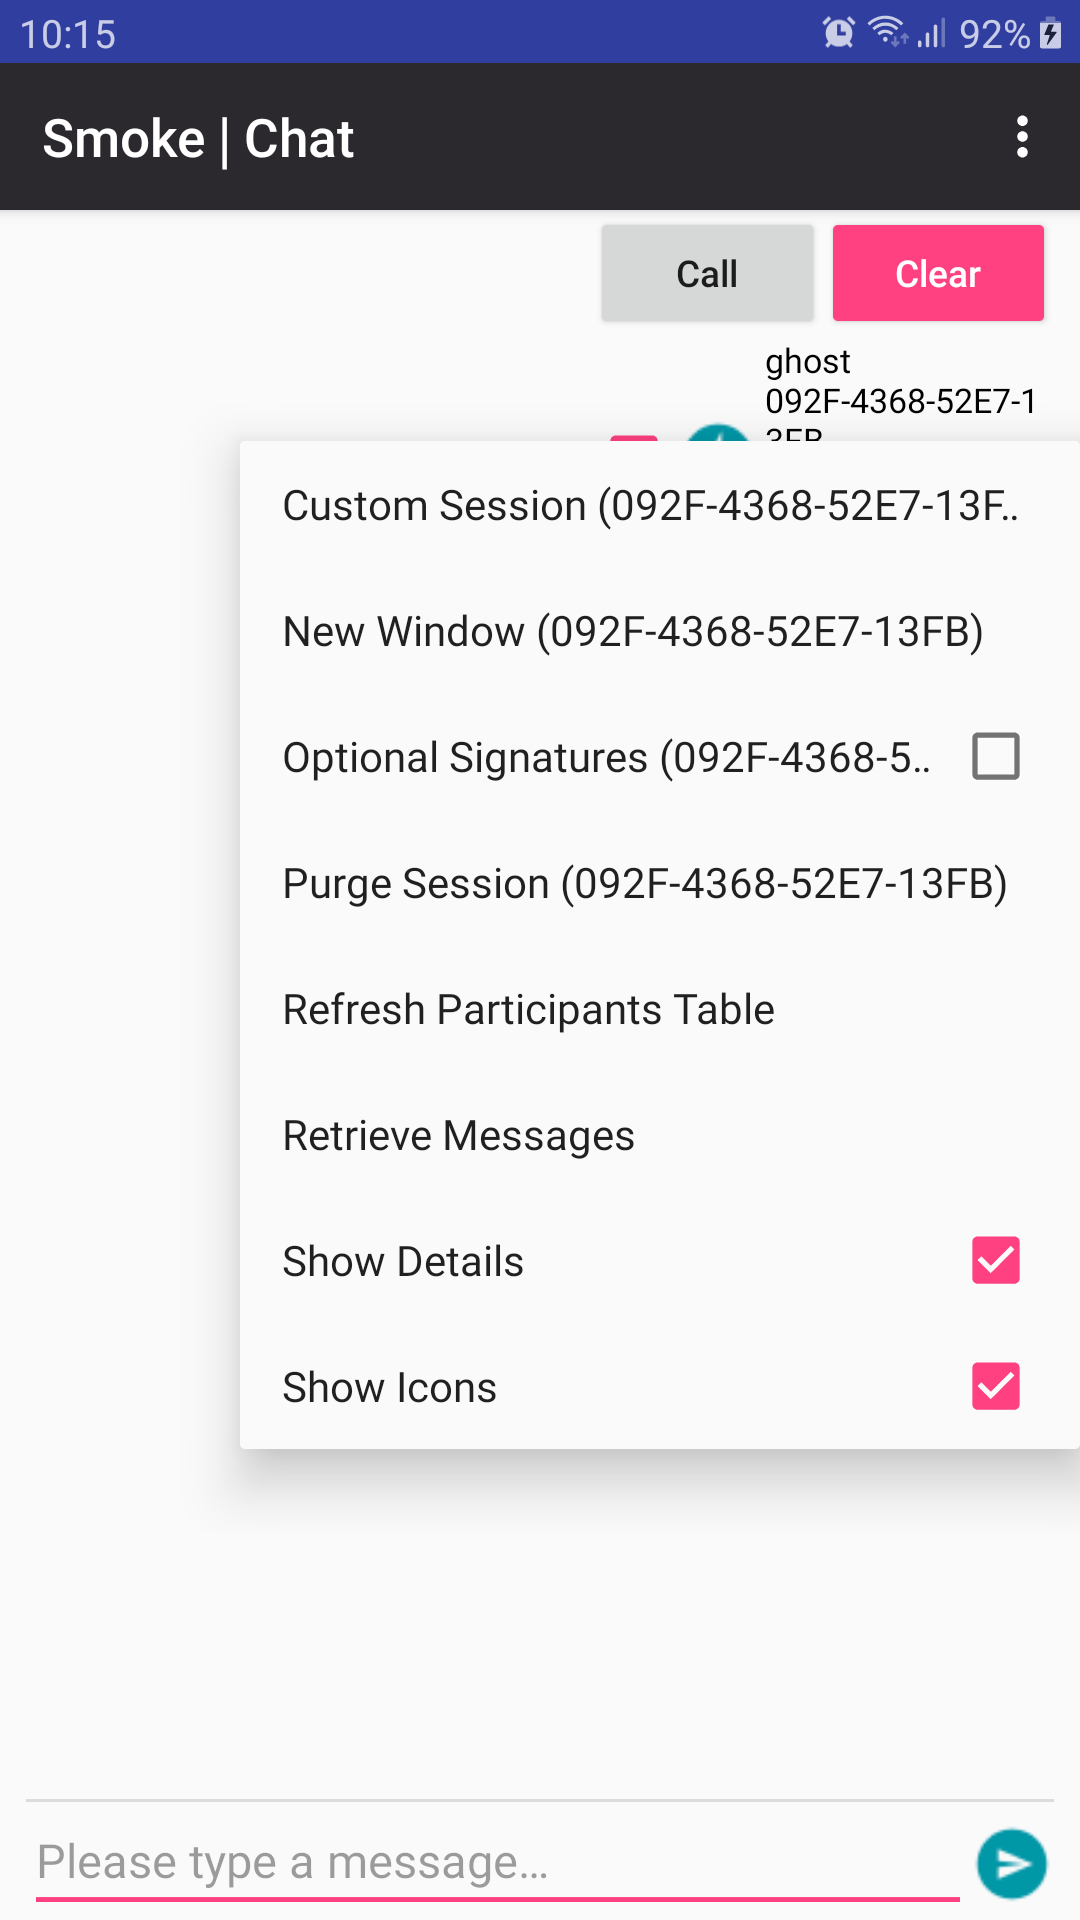 10:15
92%
Smoke | Chat
Call
Clear
ghost
092F-4368-52E7-1
3FB
Custom Session (092F-4368-52E7-13F..
New Window (092F-4368-52E7-13FB)
Optional Signatures (092F-4368-5..
Purge Session (092F-4368-52E7-13FB)
Refresh Participants Table
Retrieve Messages
Show Details
Show Icons
Please type a message...